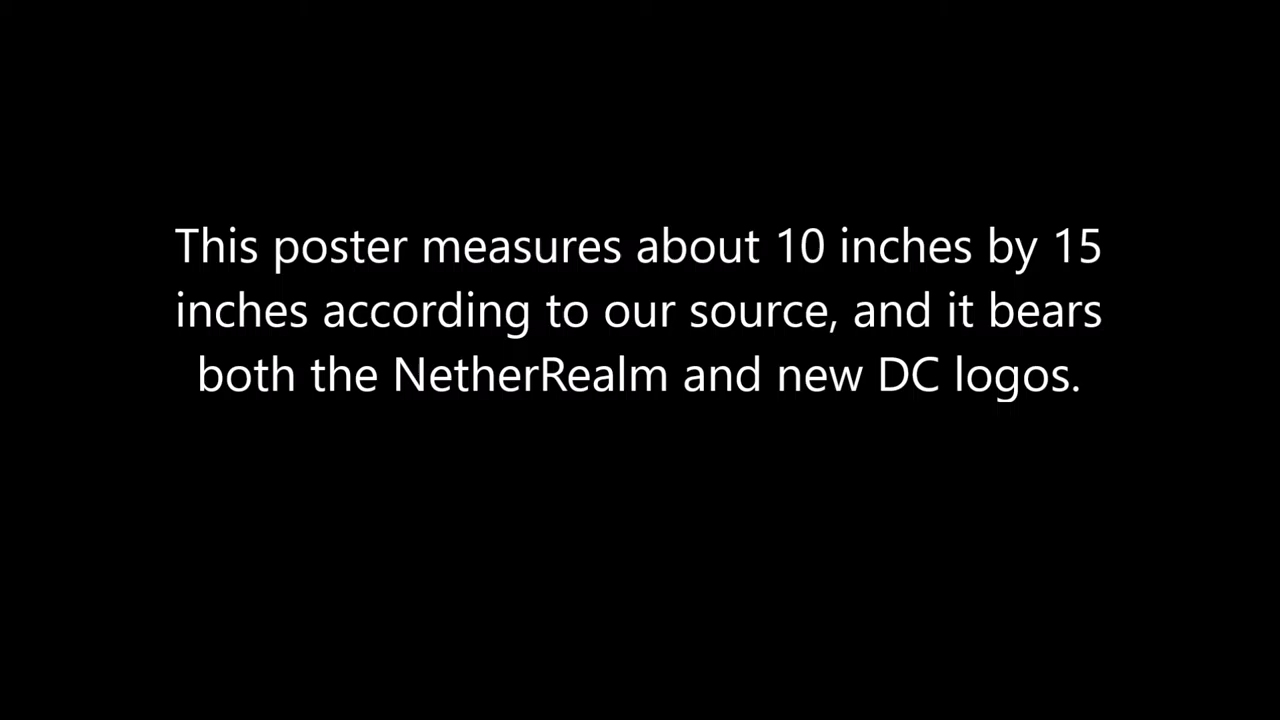 This poster measures about 10 inches by 15
inches according to our source, and it bears
both the NetherRealm and new DC logos.